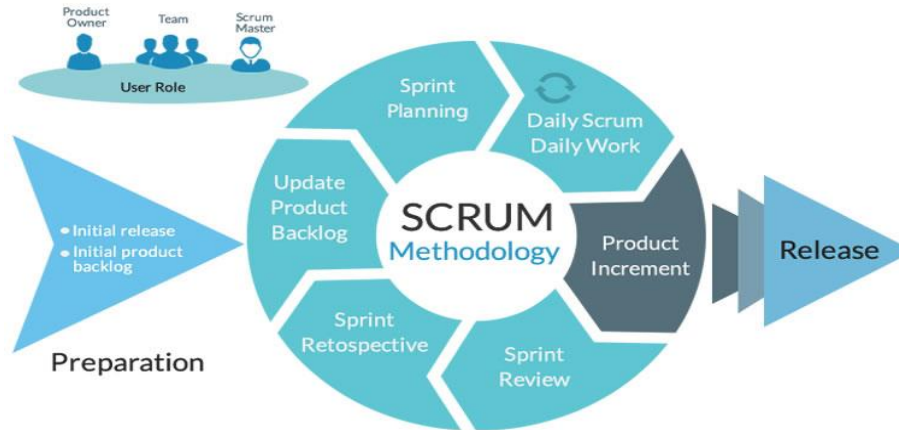 Product
Owner
Team
Scrum
Master
User Role
Sprint
Planning
Daily Scrum
Daily Work
Update
Product
Backlog
SCRUM
Methodology
Product
Increment
Release
Initial release
Initial product
backlog
Preparation
Sprint
Retospective
Sprint
Review